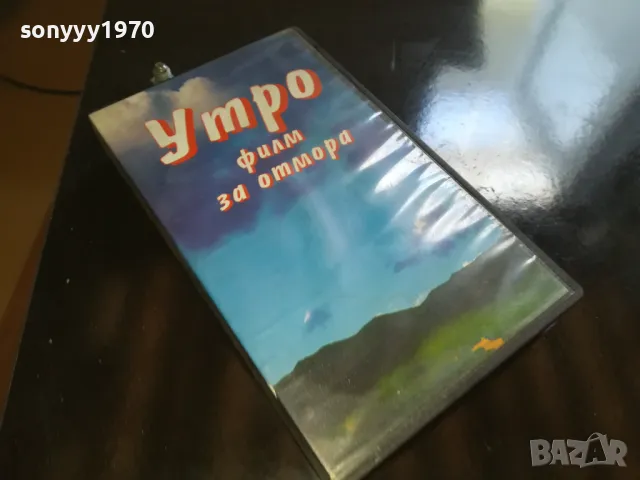 sonyyy1970
Утро
филм
за отмора
BAZAR